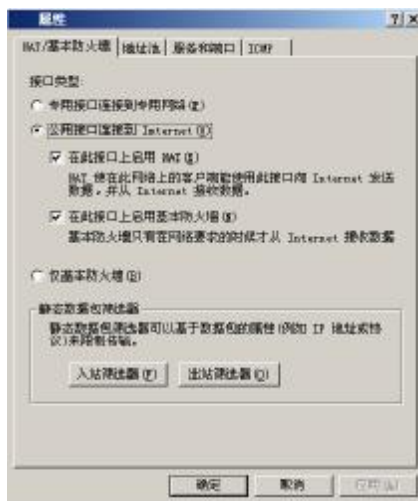 属性
NAT/基本防火墙 地址池 服务和端口 ICMP
接口类型:
专用接口连接到专用网络(P)
公用接口连接到 Internet(U)
在此接口上启用 NAT(E)
NAT 使在此网络上的客户端能使用此接口向 Internet 发送
数据，并从 Internet 接收数据。
在此接口上启用基本防火墙(N)
基本防火墙只有在网络要求的时候才从 Internet 接收数据
仅基本防火墙(B)
静态数据包筛选器
静态数据包筛选器可以基于数据包的属性(例如 IP 地址或协
议)来限制传输。
入站筛选器(F) 出站筛选器(O)
确定 取消 应用(A)